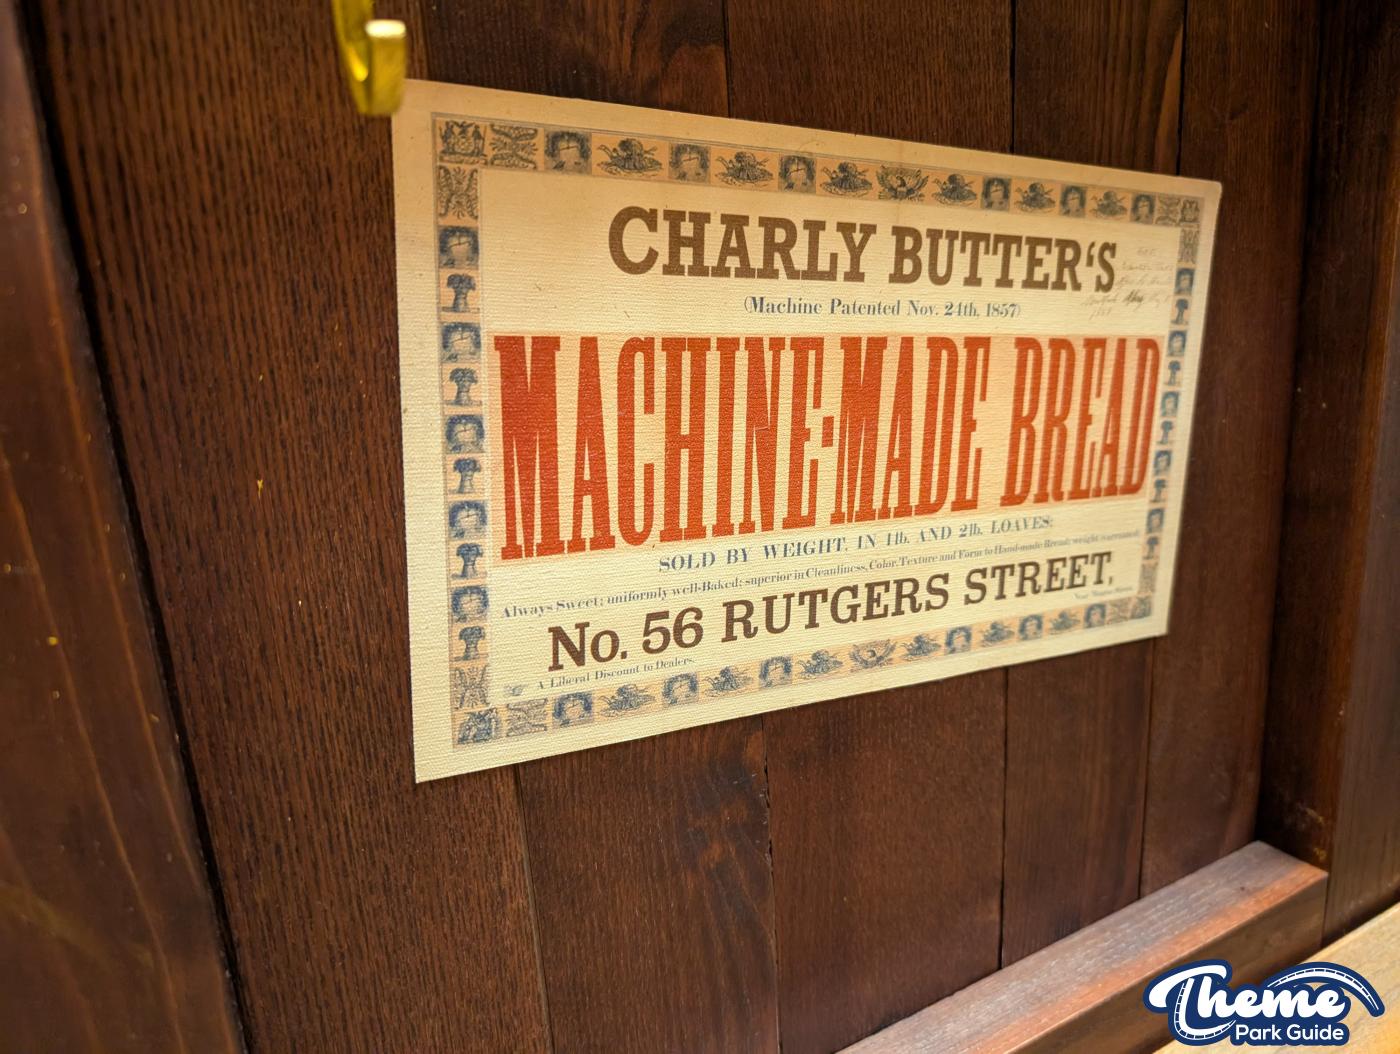 CHARLY BUTTER‘S
(Machine Patented Nov. 24th, 1857)
MACHINE-MADE BREAD
SOLD BY WEIGHT, IN 1lb. AND 2lb. LOAVES;
Always Sweet; uniformly well-Baked; superior in Cleanliness, Color, Texture and Form to Hand-made Bread; weight warranted;
No. 56 RUTGERS STREET,
A Liberal Discount to Dealers.
Theme
Park Guide